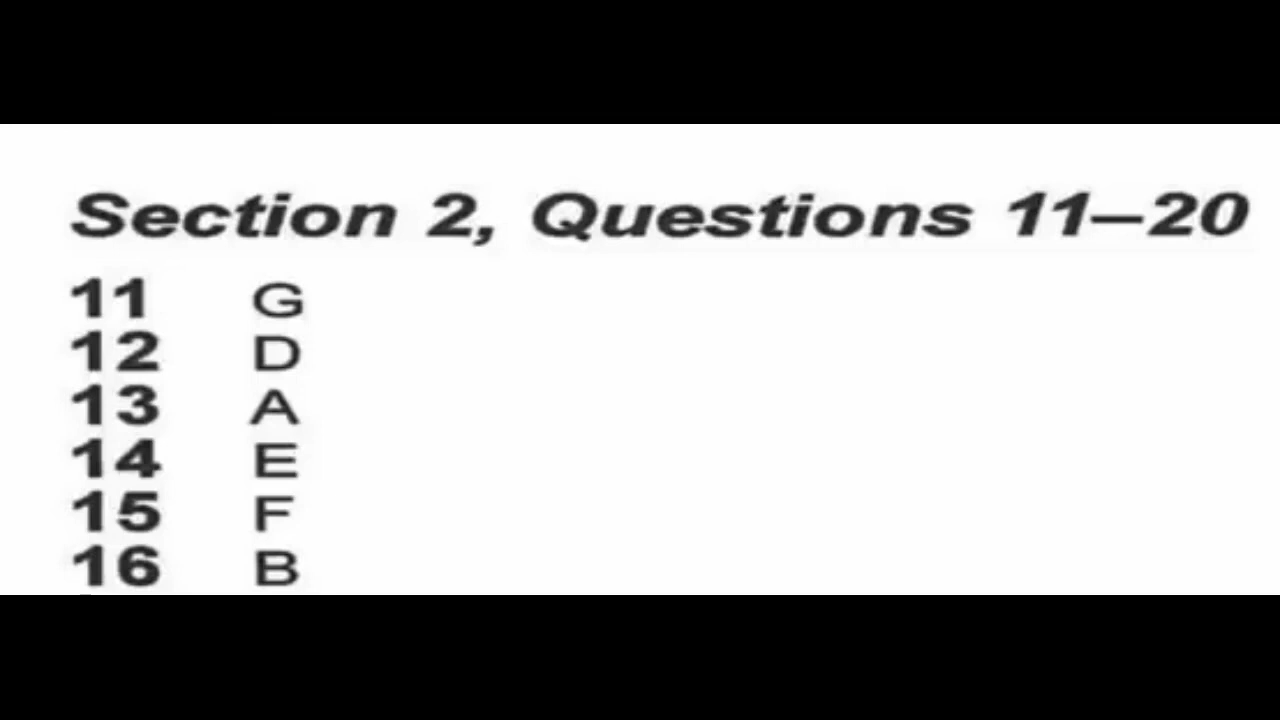 Section 2, Questions 11–20
11 G
12 D
13 A
14 E
15 F
16 B